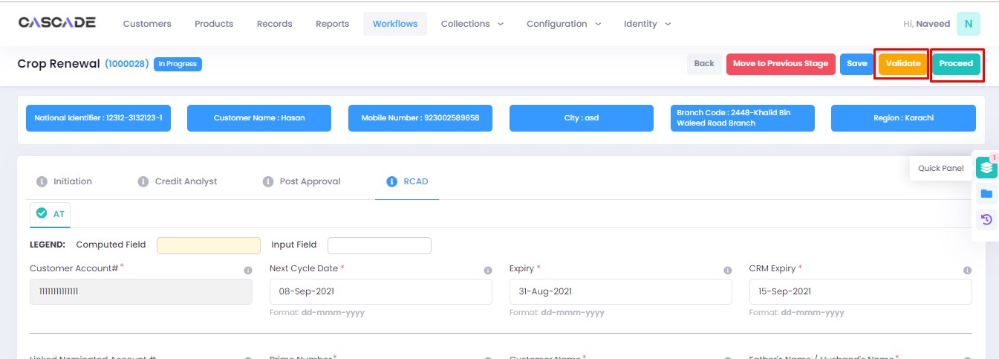 CASCADE Customers Products Records Reports Workflows Collections Configuration Identity Hi, Naveed N
Crop Renewal (1000028) In Progress Back Move to Previous Stage Save Validate Proceed
National Identifier : 12312-3132123-1 Customer Name : Hasan Mobile Number : 923002589658 City : asd Branch Code : 2448-Khalid Bin Waleed Road Branch Region : Karachi
1
Quick Panel
Initiation Credit Analyst Post Approval RCAD
AT
LEGEND: Computed Field Input Field
Customer Account#* Next Cycle Date * Expiry * CRM Expiry *
11111111111111 08-Sep-2021 31-Aug-2021 15-Sep-2021
Format: dd-mmm-yyyy Format: dd-mmm-yyyy Format: dd-mmm-yyyy
Linked Nominated Account # Prime Number* Customer Name* Father's Name / Husband's Name*